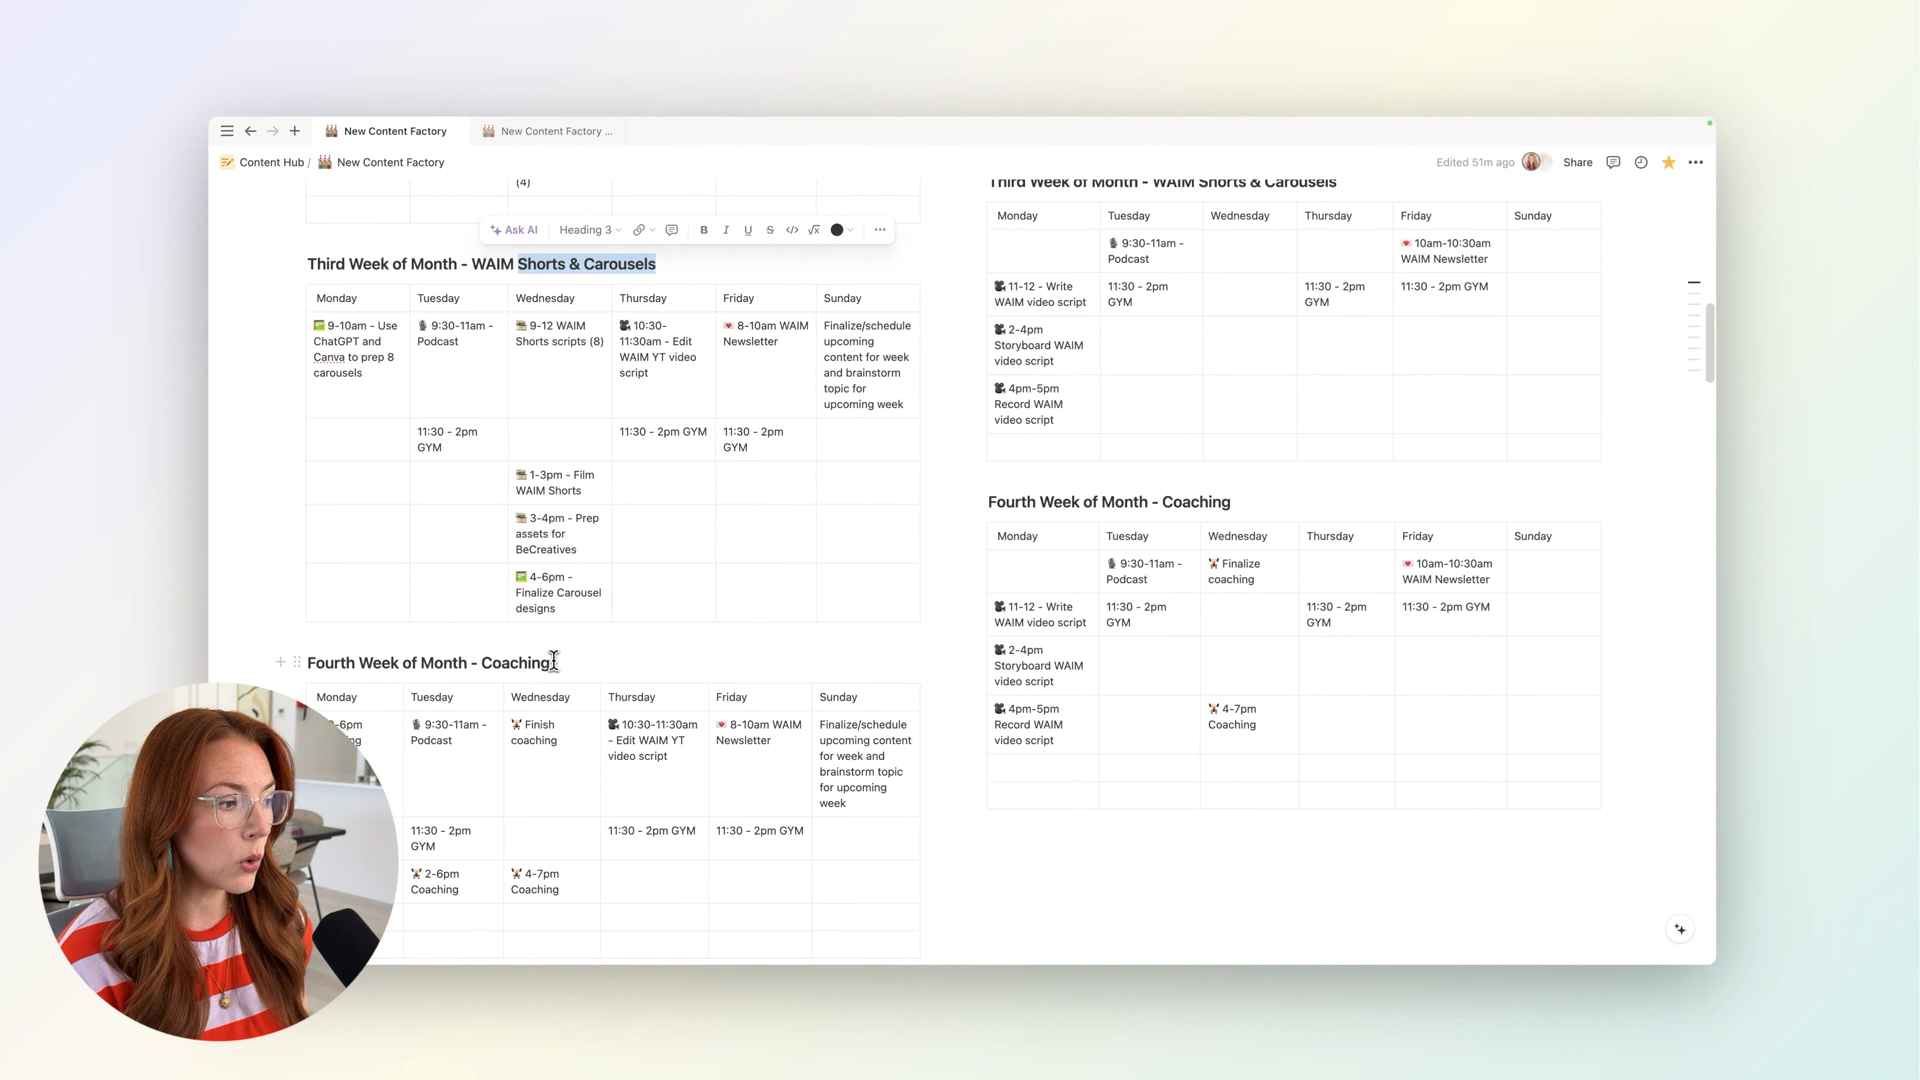 New Content Factory
New Content Factory ...
Content Hub / New Content Factory
Edited 51m ago
Share
(4)
Ask AI
Heading 3
B
I
U
S
Third Week of Month - WAIM Shorts & Carousels
Monday
Tuesday
Wednesday
Thursday
Friday
Sunday
9-10am - Use
ChatGPT and
Canva to prep 8
carousels
9:30-11am -
Podcast
9-12 WAIM
Shorts scripts (8)
10:30-
11:30am - Edit
WAIM YT video
script
8-10am WAIM
Newsletter
Finalize/schedule
upcoming
content for week
and brainstorm
topic for
upcoming week
11:30 - 2pm
GYM
11:30 - 2pm GYM
11:30 - 2pm
GYM
1-3pm - Film
WAIM Shorts
3-4pm - Prep
assets for
BeCreatives
4-6pm -
Finalize Carousel
designs
Fourth Week of Month - Coaching
Monday
Tuesday
Wednesday
Thursday
Friday
Sunday
-6pm
9:30-11am -
Podcast
Finish
coaching
10:30-11:30am
- Edit WAIM YT
video script
8-10am WAIM
Newsletter
Finalize/schedule
upcoming content
for week and
brainstorm topic
for upcoming
week
11:30 - 2pm
GYM
11:30 - 2pm GYM
11:30 - 2pm GYM
2-6pm
Coaching
4-7pm
Coaching
Third Week of Month - WAIM Shorts & Carousels
Monday
Tuesday
Wednesday
Thursday
Friday
Sunday
9:30-11am -
Podcast
10am-10:30am
WAIM Newsletter
11-12 - Write
WAIM video script
11:30 - 2pm
GYM
11:30 - 2pm
GYM
11:30 - 2pm GYM
2-4pm
Storyboard WAIM
video script
4pm-5pm
Record WAIM
video script
Fourth Week of Month - Coaching
Monday
Tuesday
Wednesday
Thursday
Friday
Sunday
9:30-11am -
Podcast
Finalize
coaching
10am-10:30am
WAIM Newsletter
11-12 - Write
WAIM video script
11:30 - 2pm
GYM
11:30 - 2pm
GYM
11:30 - 2pm GYM
2-4pm
Storyboard WAIM
video script
4pm-5pm
Record WAIM
video script
4-7pm
Coaching